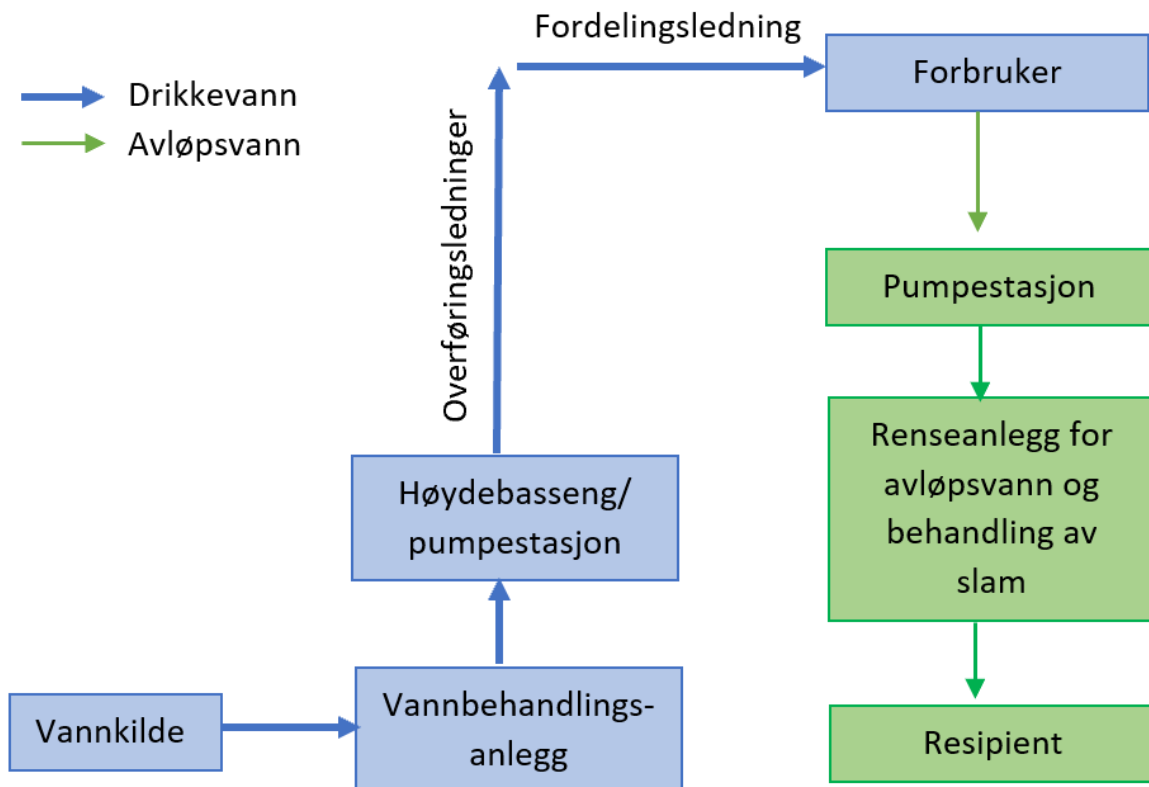 Fordelingsledning
Drikkevann
Avløpsvann
Overføringsledninger
Forbruker
Pumpestasjon
Renseanlegg for
avløpsvann og
behandling av
slam
Resipient
Høydebasseng/
pumpestasjon
Vannbehandlings-
anlegg
Vannkilde